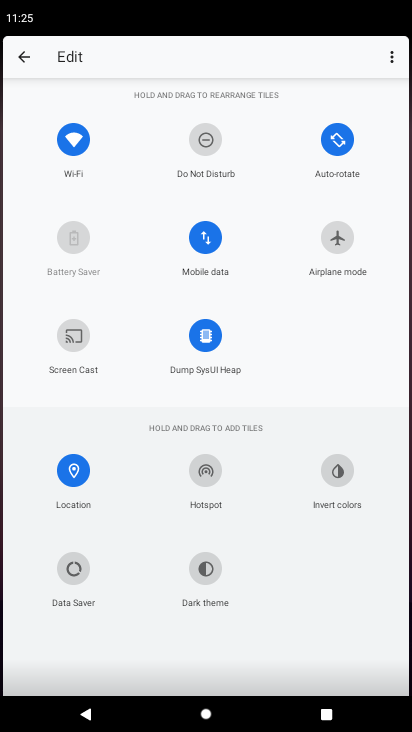 11:25
Edit
HOLD AND DRAG TO REARRANGE TILES
Wi-Fi
Do Not Disturb
Auto-rotate
Battery Saver
Mobile data
Airplane mode
Screen Cast
Dump SysUI Heap
HOLD AND DRAG TO ADD TILES
Location
Hotspot
Invert colors
Data Saver
Dark theme